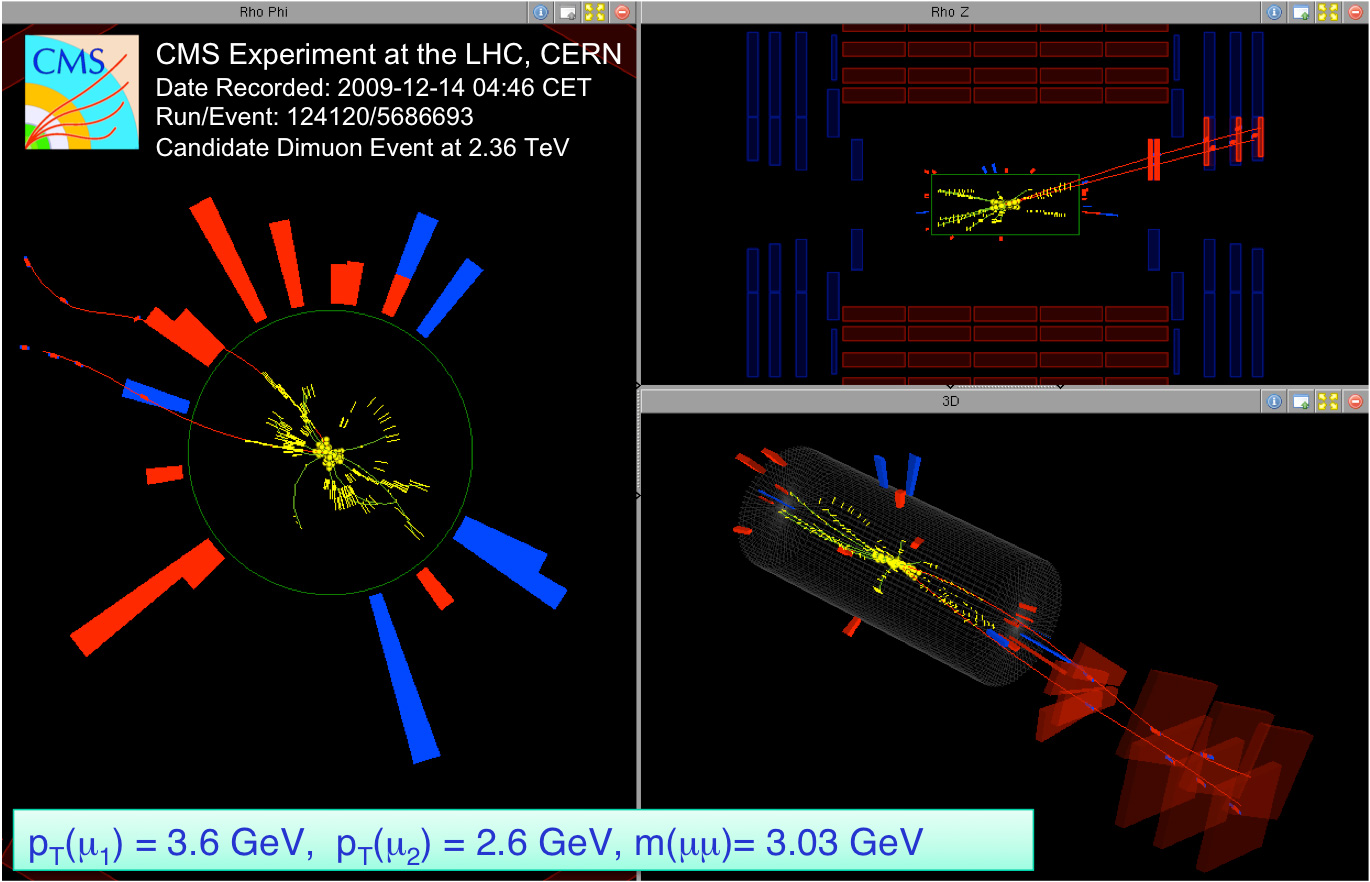 Rho Phi
CMS
CMS Experiment at the LHC, CERN
Date Recorded: 2009-12-14 04:46 CET
Run/Event: 124120/5686693
Candidate Dimuon Event at 2.36 TeV
Rho Z
3D
pT(μ1) = 3.6 GeV, pT(μ2) = 2.6 GeV, m(μμ)= 3.03 GeV